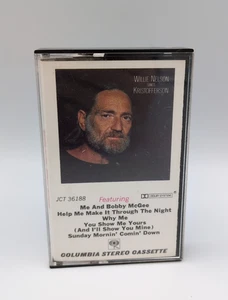 WILLIE NELSON
SINGS
KRISTOFFERSON
JCT 36188
Featuring
Me And Bobby McGee
Help Me Make It Through The Night
Why Me
You Show Me Yours
(And I'll Show You Mine)
Sunday Mornin' Comin' Down
COLUMBIA STEREO CASSETTE